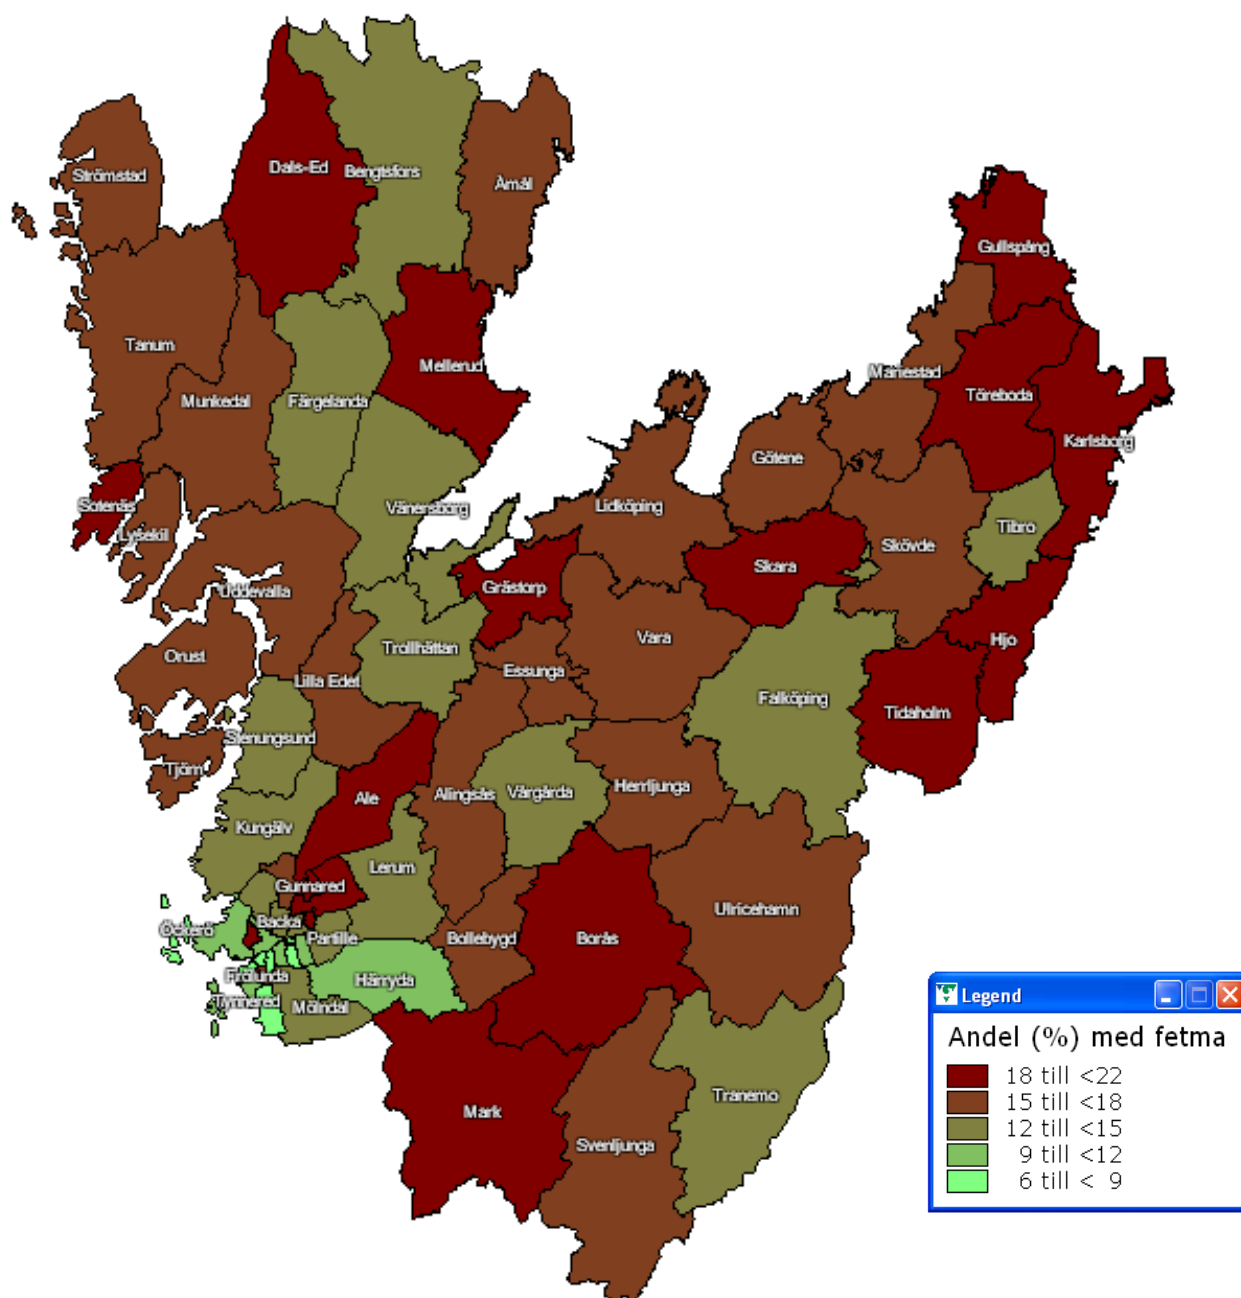 Dals-Ed
Bengtsfors
Åmål
Strömstad
Gullspång
Tanum
Mellerud
Mariestad
Munkedal
Färgelanda
Töreboda
Karlsborg
Götene
Sotenäs
Vänersborg
Lidköping
Tibro
Lysekil
Skövde
Skara
Grästorp
Uddevalla
Vara
Hjo
Trollhättan
Orust
Essunga
Lilla Edet
Falköping
Tidaholm
Stenungsund
Tjörn
Ale
Alingsås
Vårgårda
Herrljunga
Kungälv
Lerum
Gunnared
Ulricehamn
Öckerö
Backa
Partille
Bollebygd
Borås
Frölunda
Härryda
Tynnered
Mölndal
Tranemo
Mark
Svenljunga
Legend
Andel (%) med fetma
18 till <22
15 till <18
12 till <15
9 till <12
6 till < 9